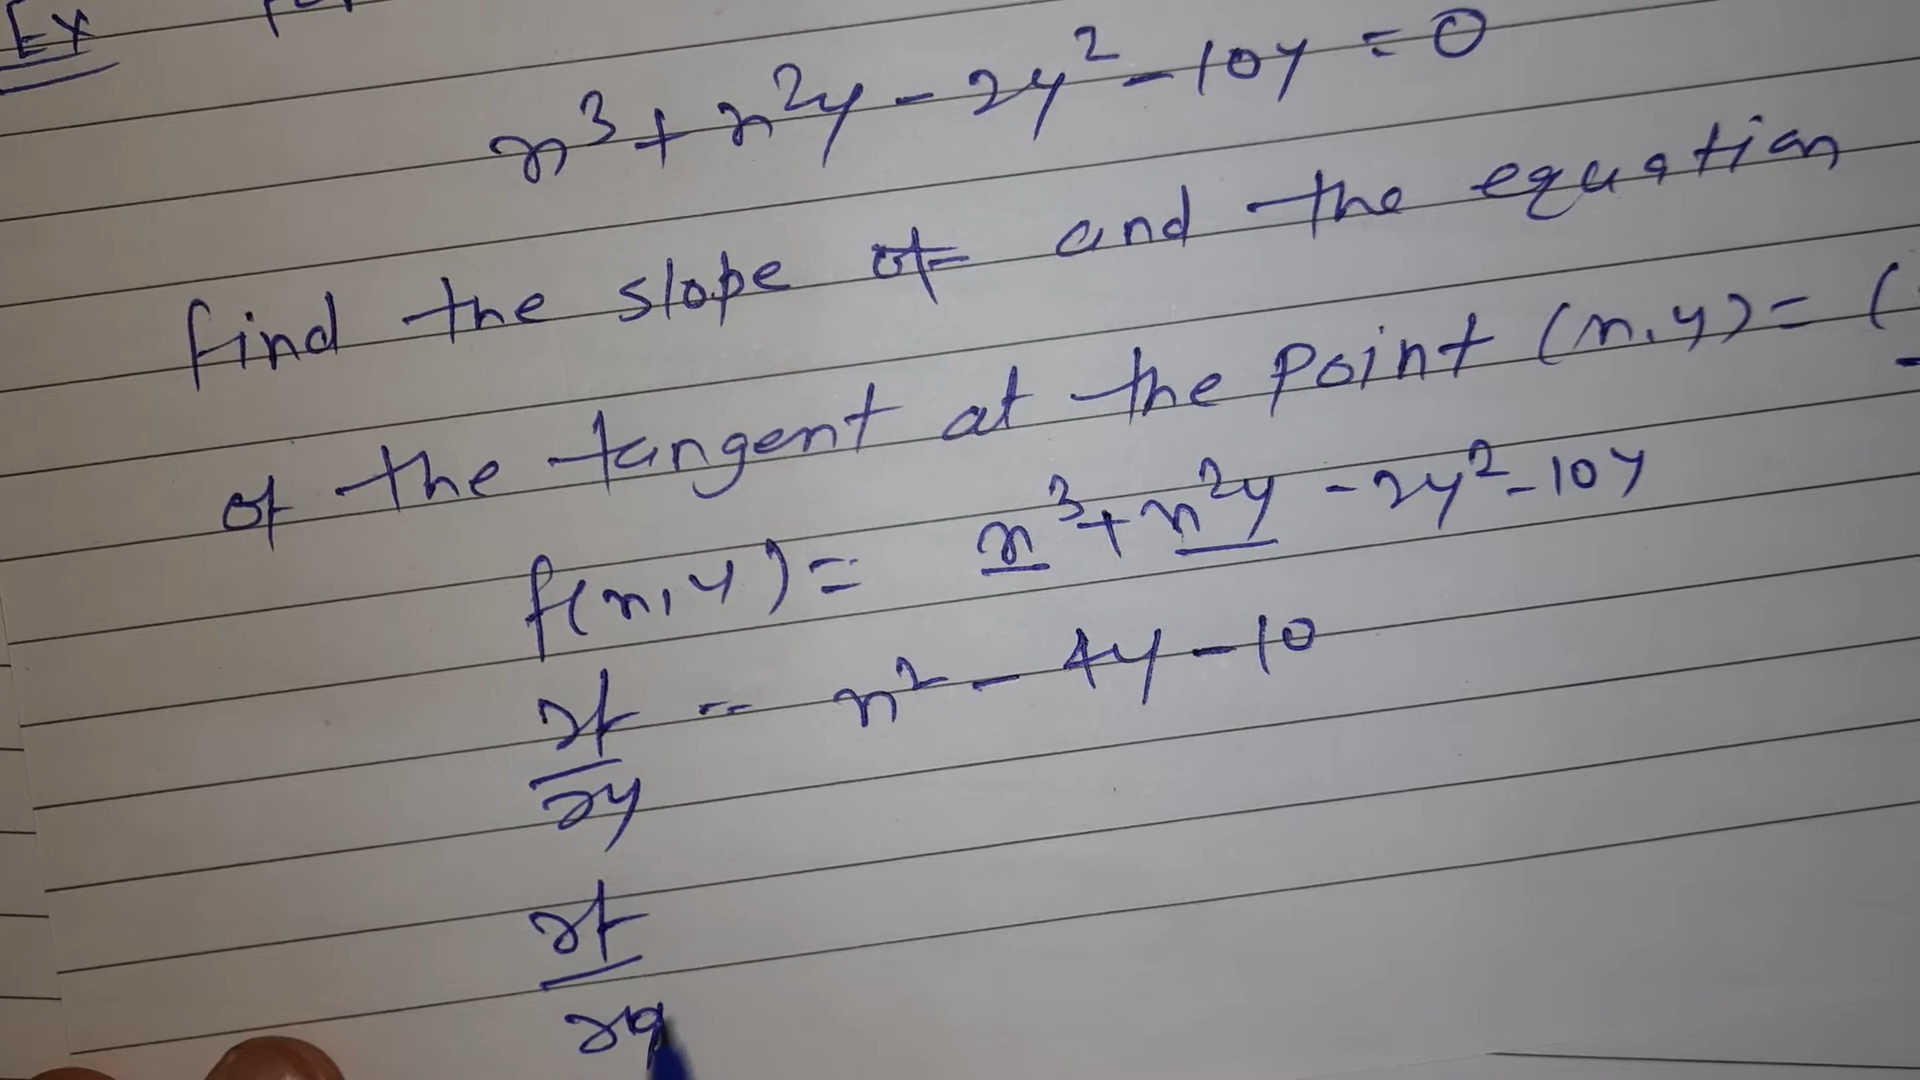 Ex
x³ + x²y - 2y² - 10y = 0
find the slope of and the equation
of the tangent at the point (x, y) = (
f(x, y) = x³ + x²y - 2y² - 10y
∂f/∂y = x² - 4y - 10
∂f